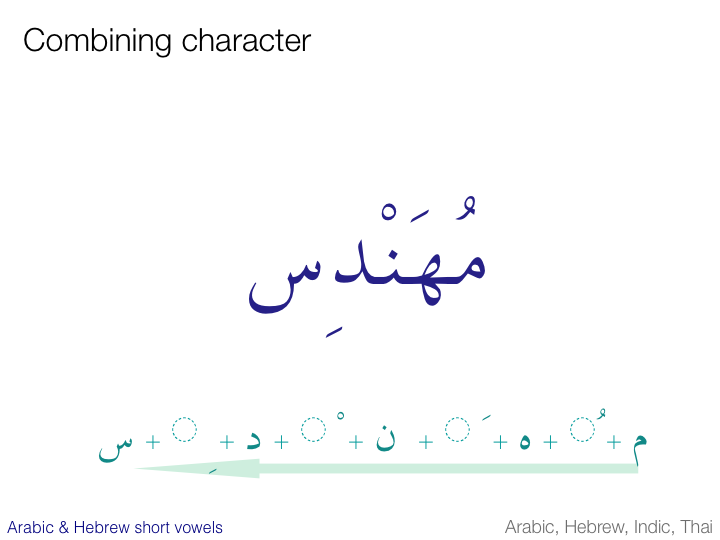 Combining character
مُهَنْدِس
م + ◌ُ + ه + ◌َ + ن + ◌ْ + د + ◌ِ + س
Arabic & Hebrew short vowels
Arabic, Hebrew, Indic, Thai